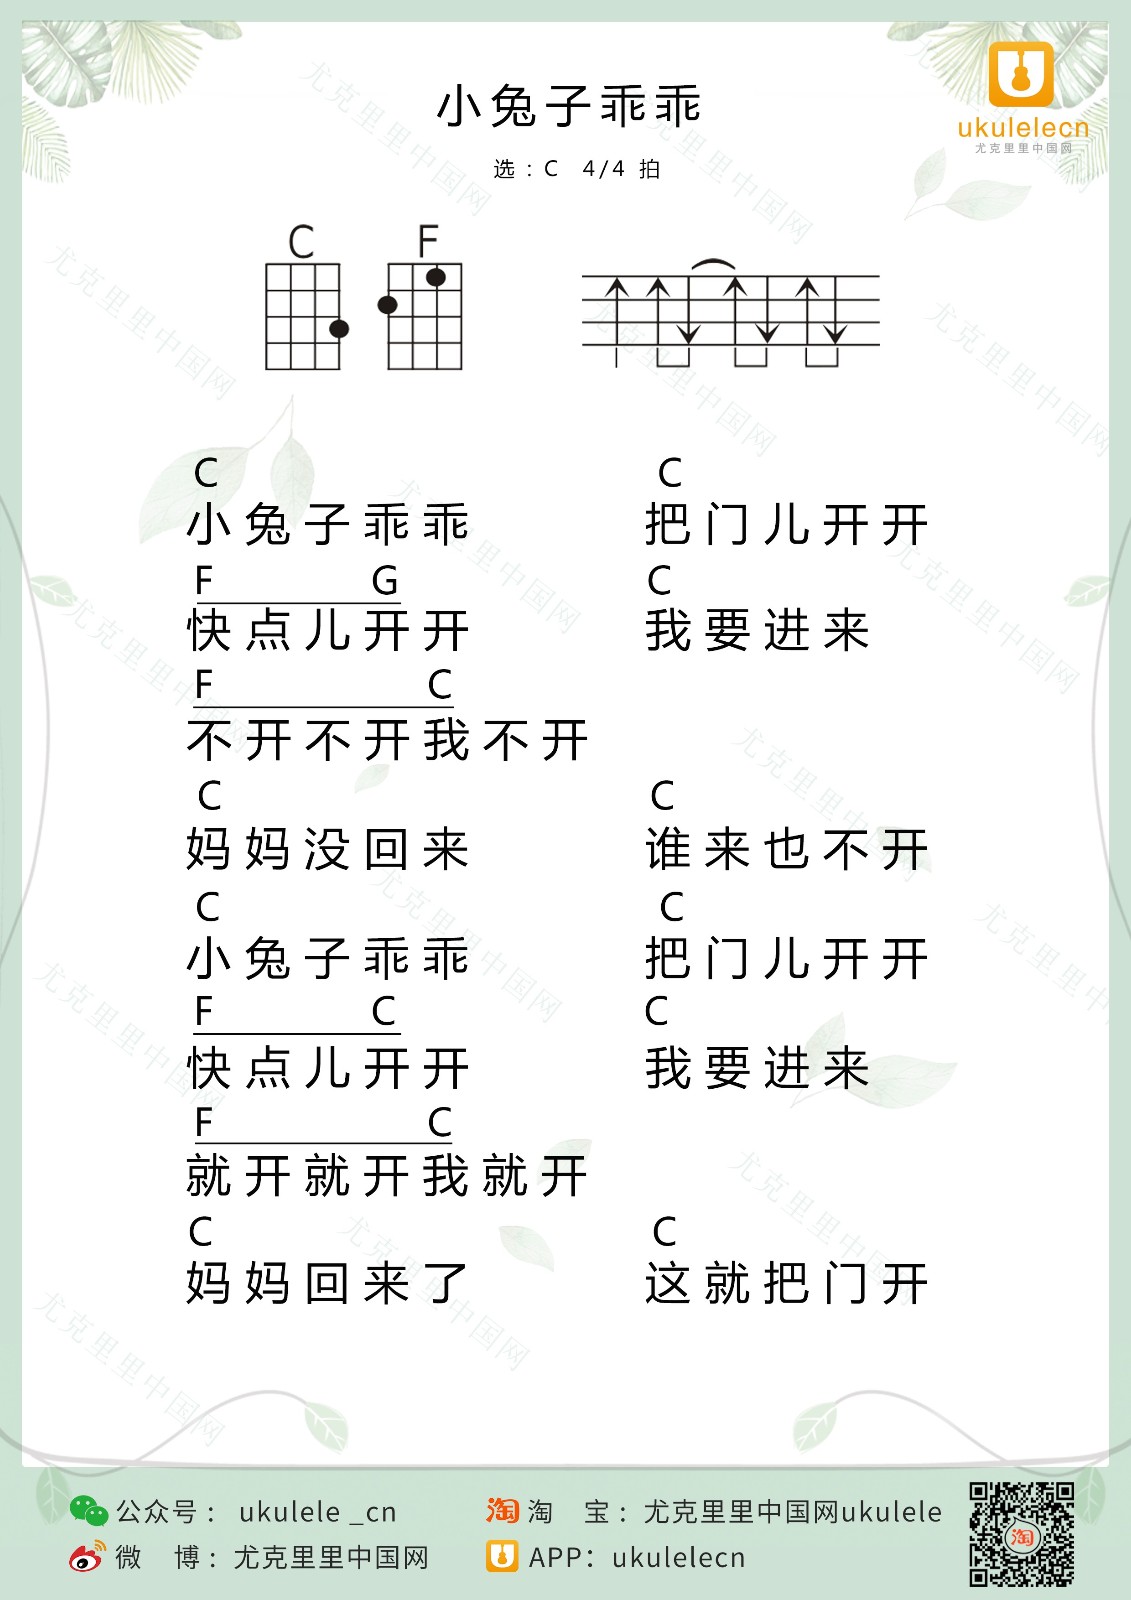 小兔子乖乖
选：C 4/4 拍
ukulelecn
尤克里里中国网
C F
C C
小兔子乖乖 把门儿开开
F G C
快点儿开开 我要进来
F C
不开不开我不开
C C
妈妈没回来 谁来也不开
C C
小兔子乖乖 把门儿开开
F C C
快点儿开开 我要进来
F C
就开就开我就开
C C
妈妈回来了 这就把门开
公众号： ukulele _cn 淘 宝：尤克里里中国网ukulele
微 博：尤克里里中国网 APP：ukulelecn
淘